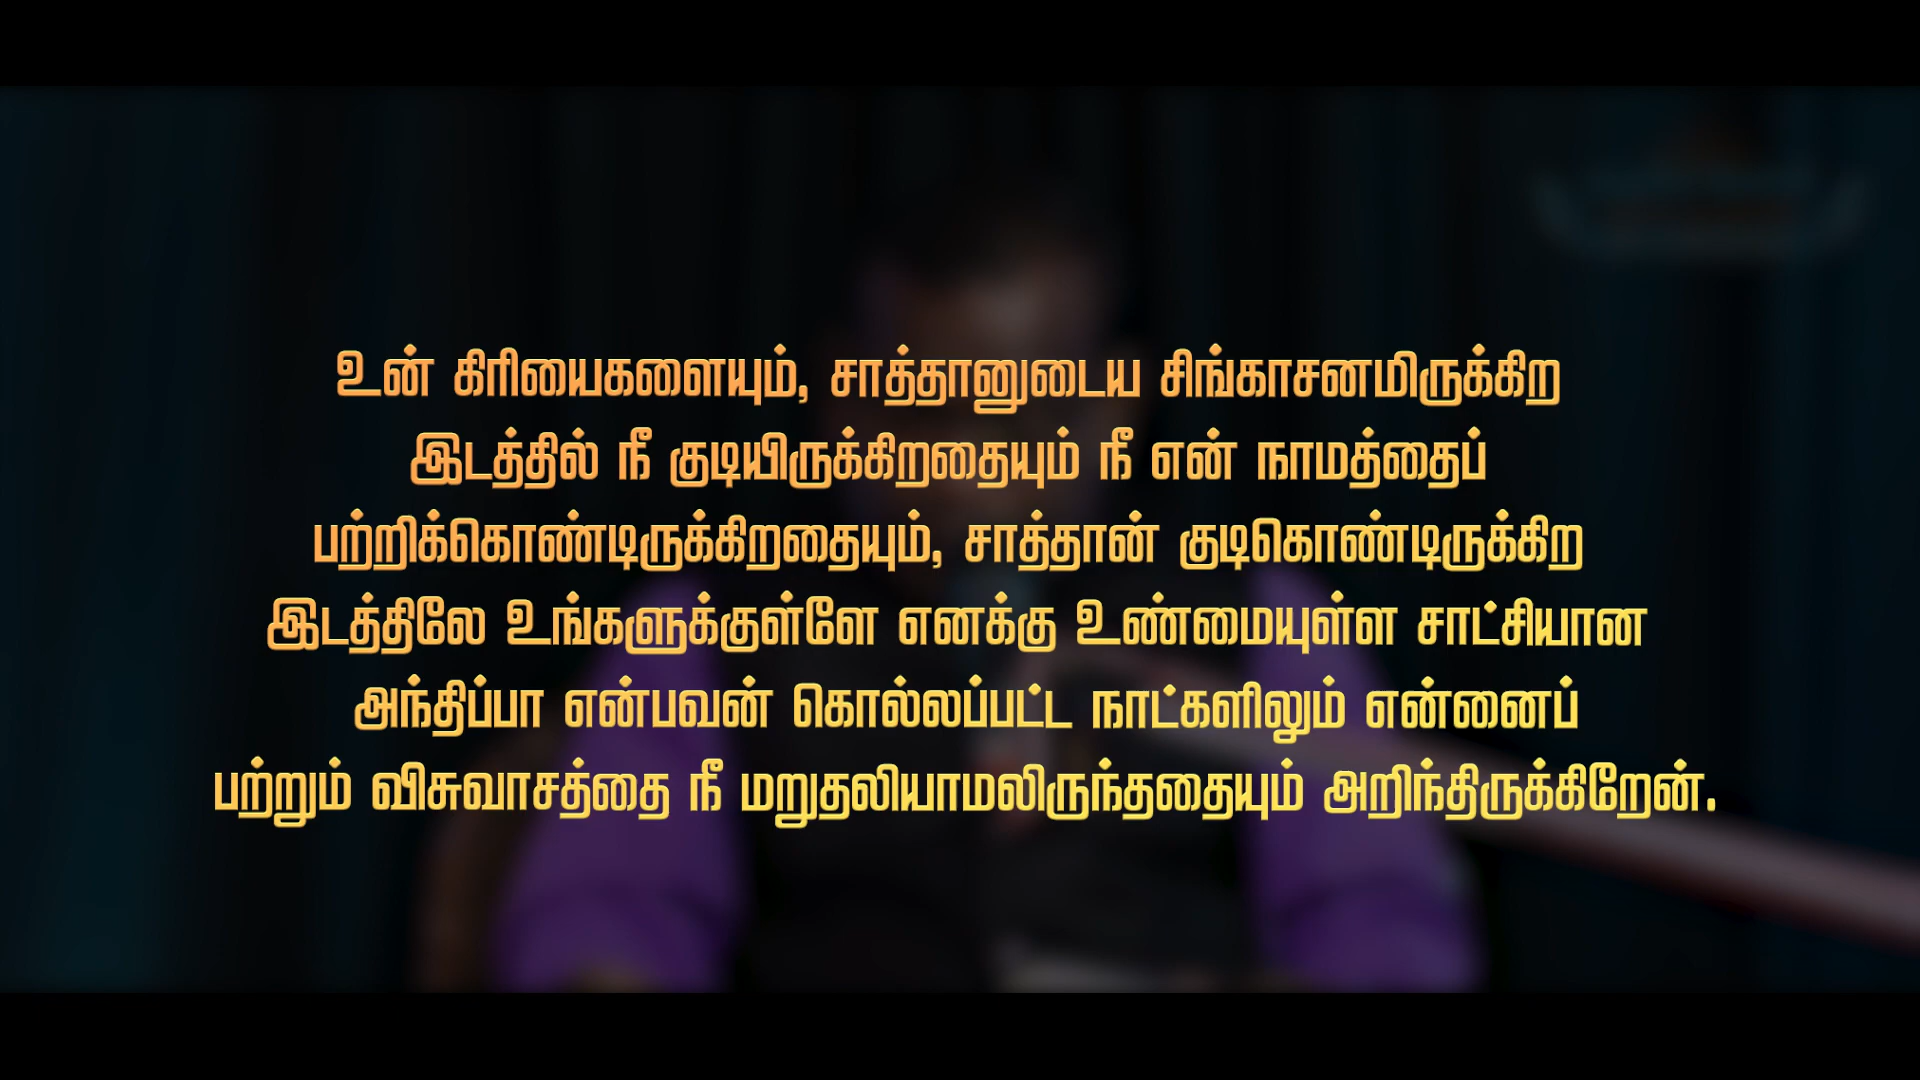 உன் கிரியைகளையும், சாத்தானுடைய சிங்காசனமிருக்கிற
இடத்தில் நீ குடியிருக்கிறதையும் நீ என் நாமத்தைப்
பற்றிக்கொண்டிருக்கிறதையும், சாத்தான் குடிகொண்டிருக்கிற
இடத்திலே உங்களுக்குள்ளே எனக்கு உண்மையுள்ள சாட்சியான
அந்திப்பா என்பவன் கொல்லப்பட்ட நாட்களிலும் என்னைப்
பற்றும் விசுவாசத்தை நீ மறுதலியாமலிருந்ததையும் அறிந்திருக்கிறேன்.